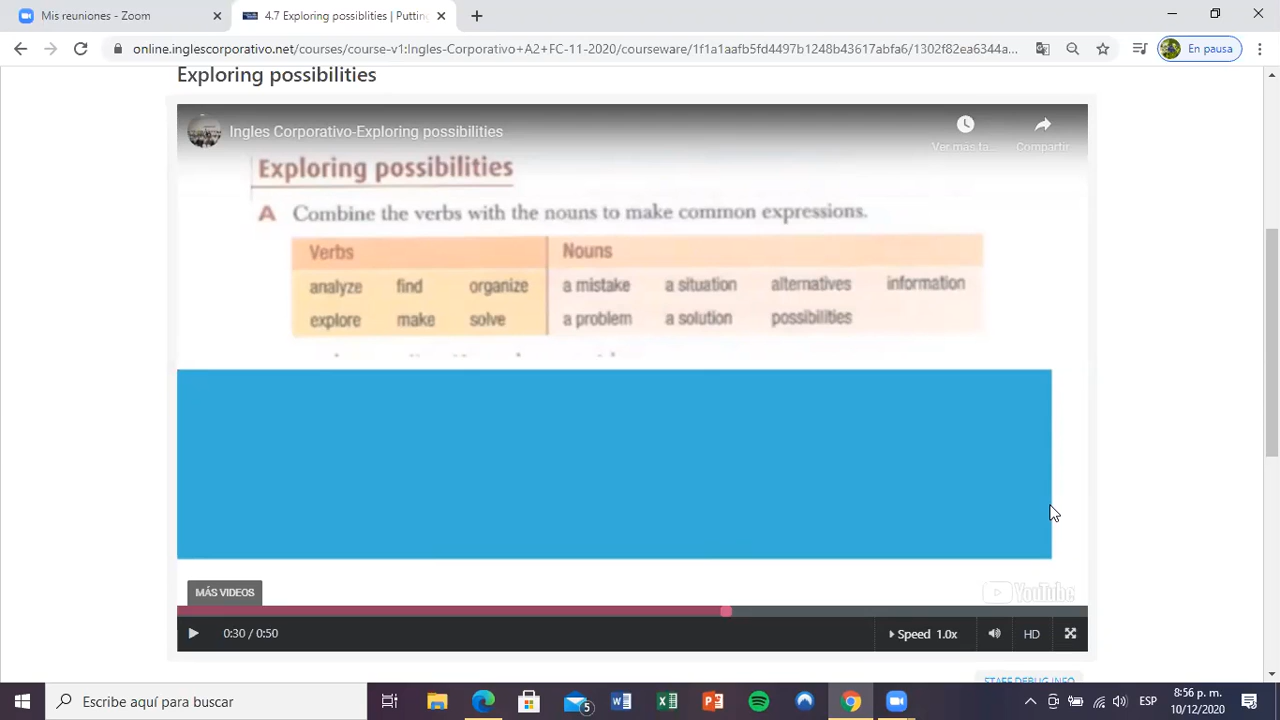 Mis reuniones - Zoom
4.7 Exploring possiblities | Puttin
online.inglescorporativo.net/courses/course-v1:Ingles-Corporativo+A2+FC-11-2020/courseware/1f1a1aafb5fd4497b1248b43617abfa6/1302f82ea6344a...
En pausa
Exploring possibilities
Ingles Corporativo-Exploring possibilities
Ver más ta...
Compartir
Exploring possibilities
A Combine the verbs with the nouns to make common expressions.
Verbs Nouns
analyze find organize a mistake a situation alternatives information
explore make solve a problem a solution possibilities
MÁS VIDEOS
YouTube
0:30 / 0:50
Speed 1.0x
HD
STAFF DEBUG INFO
Escribe aquí para buscar
5
ESP
8:56 p. m.
10/12/2020